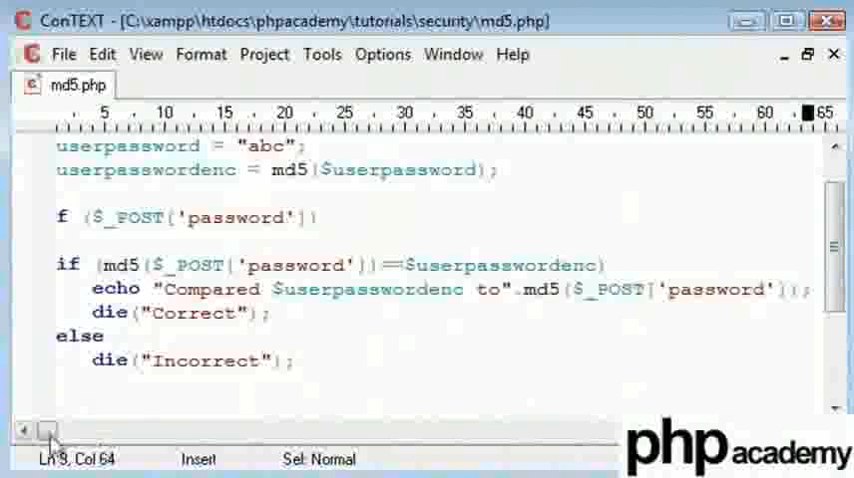 ConTEXT - [C:\xampp\htdocs\phpacademy\tutorials\security\md5.php]
File Edit View Format Project Tools Options Window Help
md5.php
5 10 15 20 25 30 35 40 45 50 55 60 65
userpassword = "abc";
userpasswordenc = md5($userpassword);
f ($_POST['password'])
if (md5($_POST['password'])==$userpasswordenc)
echo "Compared $userpasswordenc to".md5($_POST['password']);
die("Correct");
else
die("Incorrect");
Ln 9, Col 64 Insert Sel: Normal
php academy